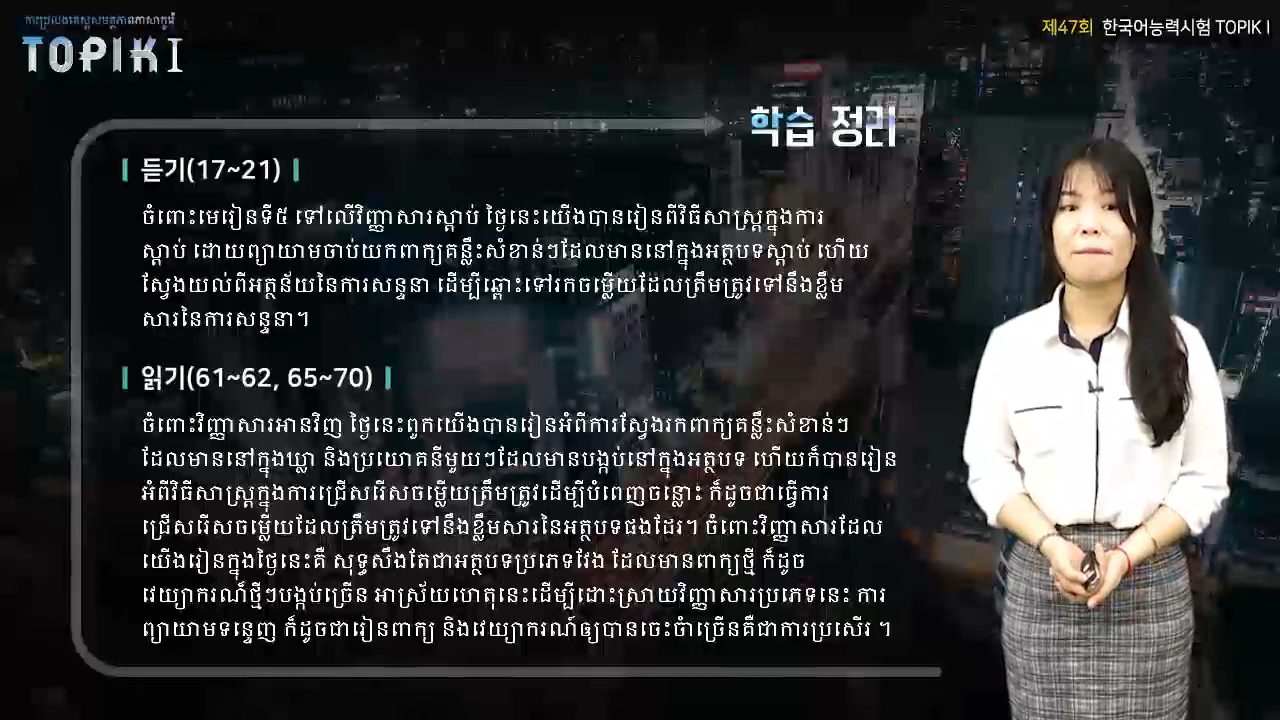 ការប្រលងតេស្តសមត្ថភាពភាសាកូរ៉េ
TOPIK I
제47회 한국어능력시험 TOPIK I
학습 정리
듣기(17~21)
ចំពោះមេរៀនទី៥ ទៅលើវិញ្ញាសារស្តាប់ ថ្ងៃនេះយើងបានរៀនពីវិធីសាស្ត្រក្នុងការ
ស្តាប់ ដោយព្យាយាមចាប់យកពាក្យគន្លឹះសំខាន់ៗដែលមាននៅក្នុងអត្ថបទស្តាប់ ហើយ
ស្វែងយល់ពីអត្ថន័យនៃការសន្ទនា ដើម្បីឆ្ពោះទៅរកចម្លើយដែលត្រឹមត្រូវទៅនឹងខ្លឹម
សារនៃការសន្ទនា។
읽기(61~62, 65~70)
ចំពោះវិញ្ញាសារអានវិញ ថ្ងៃនេះពួកយើងបានរៀនអំពីការស្វែងរកពាក្យគន្លឹះសំខាន់ៗ
ដែលមាននៅក្នុងឃ្លា និងប្រយោគនីមួយៗដែលមានបង្កប់នៅក្នុងអត្ថបទ ហើយក៏បានរៀន
អំពីវិធីសាស្ត្រក្នុងការជ្រើសរើសចម្លើយត្រឹមត្រូវដើម្បីបំពេញចន្លោះ ក៏ដូចជាធ្វើការ
ជ្រើសរើសចម្លើយដែលត្រឹមត្រូវទៅនឹងខ្លឹមសារនៃអត្ថបទផងដែរ។ ចំពោះវិញ្ញាសារដែល
យើងរៀនក្នុងថ្ងៃនេះគឺ សុទ្ធសឹងតែជាអត្ថបទប្រភេទវែង ដែលមានពាក្យថ្មី ក៏ដូច
វេយ្យាករណ៍ថ្មីៗបង្កប់ច្រើន អាស្រ័យហេតុនេះដើម្បីដោះស្រាយវិញ្ញាសារប្រភេទនេះ ការ
ព្យាយាមទន្ទេញ ក៏ដូចជារៀនពាក្យ និងវេយ្យាករណ៍ឲ្យបានចេះចំាច្រើនគឺជាការប្រសើរ ។